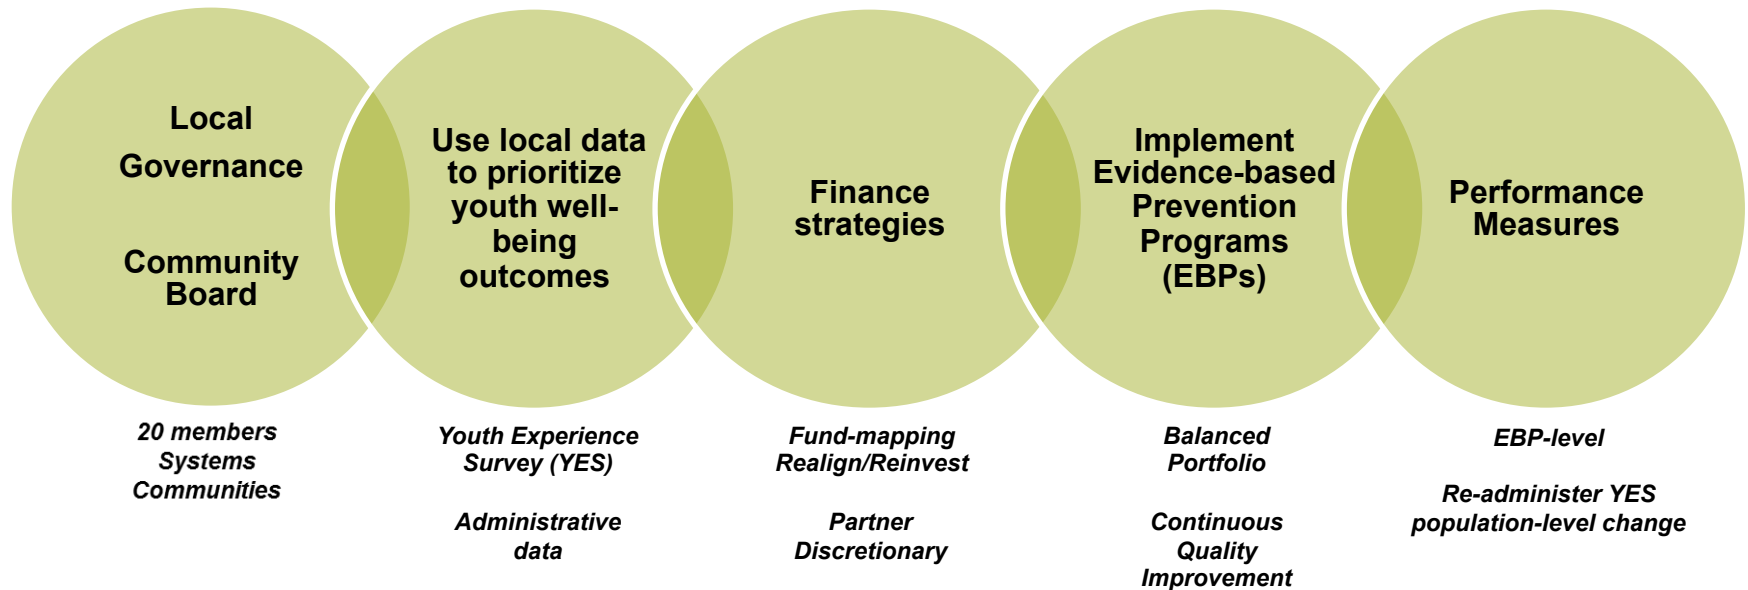 Local
Governance
Community
Board
Use local data
to prioritize
youth well-
being
outcomes
Finance
strategies
Implement
Evidence-based
Prevention
Programs
(EBPs)
Performance
Measures
20 members
Systems
Communities
Youth Experience
Survey (YES)
Administrative
data
Fund-mapping
Realign/Reinvest
Partner
Discretionary
Balanced
Portfolio
Continuous
Quality
Improvement
EBP-level
Re-administer YES
population-level change